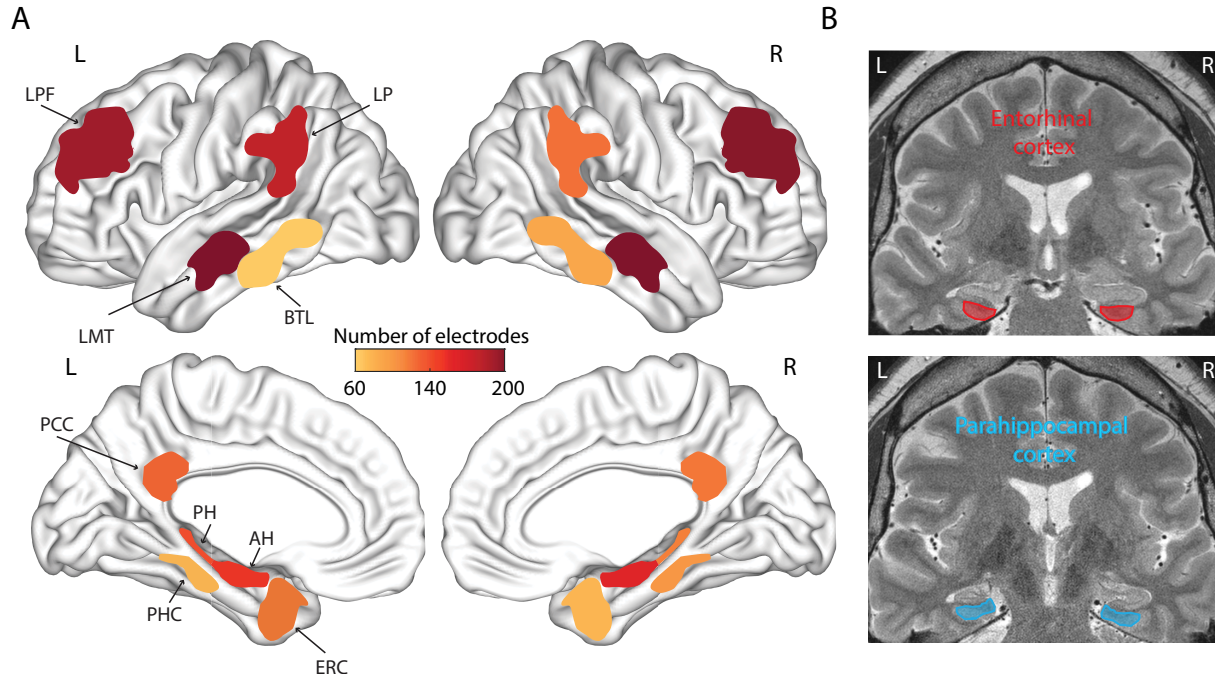 A
B
L
R
LPF
LP
LMT
BTL
Number of electrodes
60
140
200
L
R
PCC
PH
AH
PHC
ERC
L
R
Entorhinal
cortex
L
R
Parahippocampal
cortex